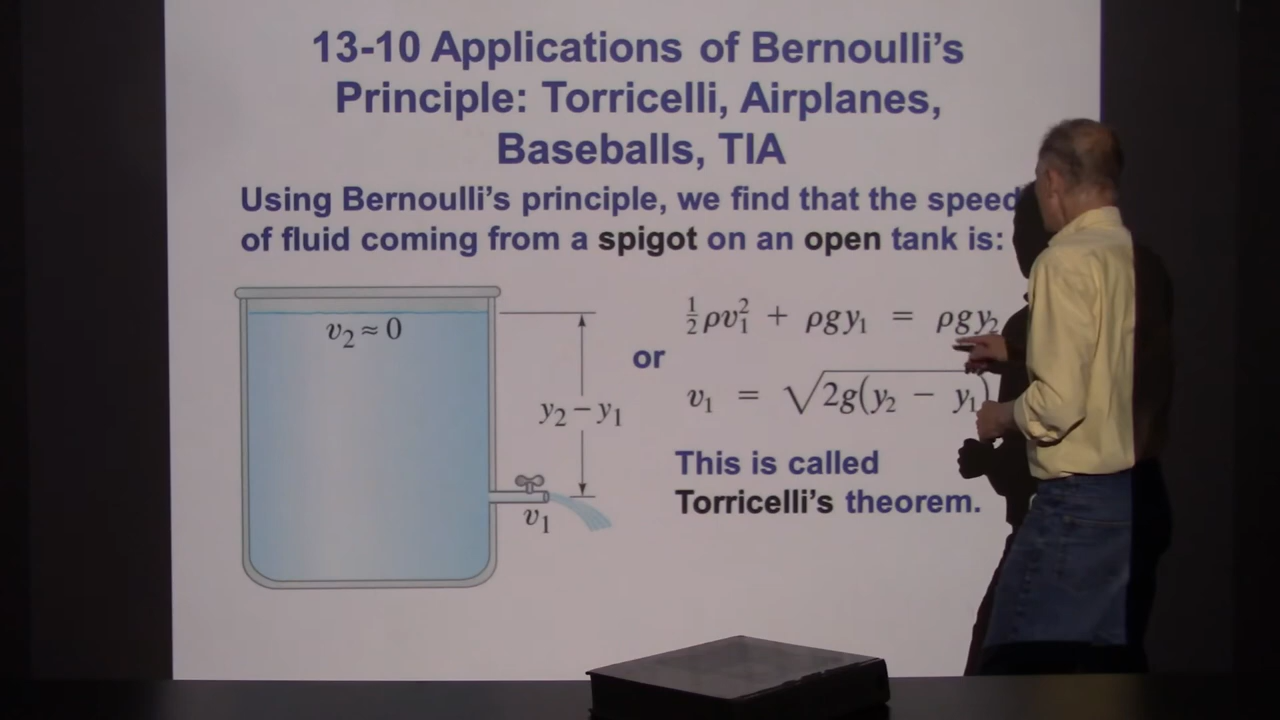 13-10 Applications of Bernoulli's
Principle: Torricelli, Airplanes,
Baseballs, TIA
Using Bernoulli's principle, we find that the speed
of fluid coming from a spigot on an open tank is:
v₂ ≈ 0
y₂ − y₁
v₁
½ρv₁² + ρgy₁ = ρgy₂
or
v₁ = √(2g(y₂ − y₁))
This is called
Torricelli's theorem.